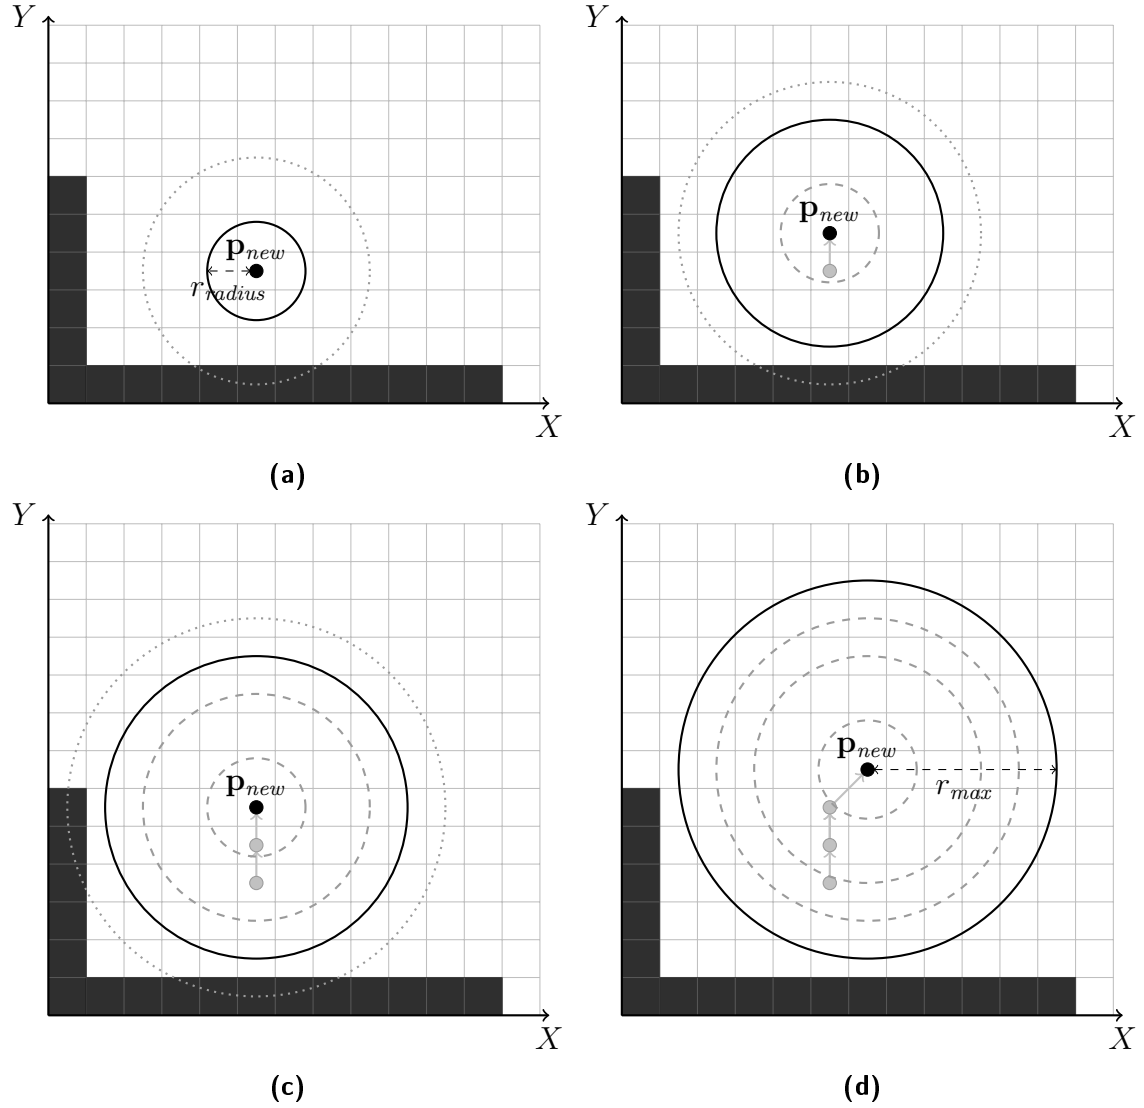 Y
p_new
r_radius
X
(a)
Y
p_new
X
(b)
Y
p_new
X
(c)
Y
p_new
r_max
X
(d)